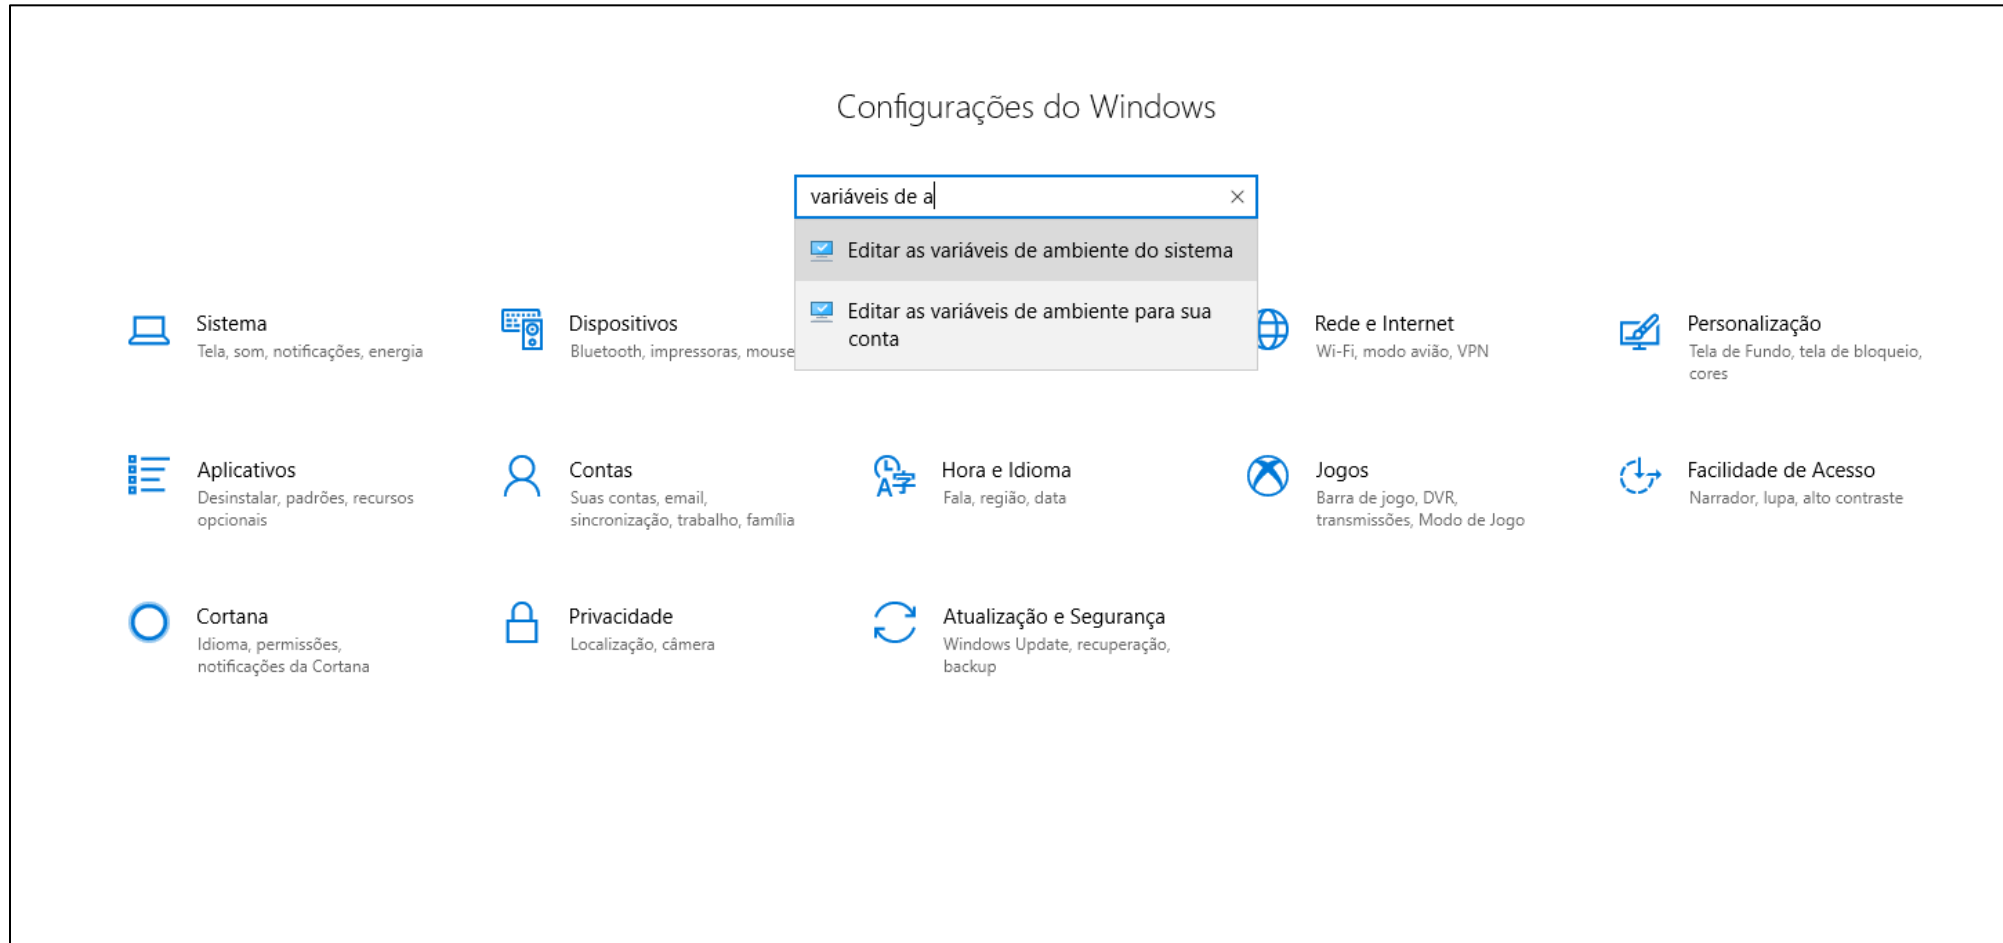 Configurações do Windows
variáveis de a
Editar as variáveis de ambiente do sistema
Editar as variáveis de ambiente para sua
conta
Sistema
Tela, som, notificações, energia
Dispositivos
Bluetooth, impressoras, mouse
Rede e Internet
Wi-Fi, modo avião, VPN
Personalização
Tela de Fundo, tela de bloqueio,
cores
Aplicativos
Desinstalar, padrões, recursos
opcionais
Contas
Suas contas, email,
sincronização, trabalho, família
Hora e Idioma
Fala, região, data
Jogos
Barra de jogo, DVR,
transmissões, Modo de Jogo
Facilidade de Acesso
Narrador, lupa, alto contraste
Cortana
Idioma, permissões,
notificações da Cortana
Privacidade
Localização, câmera
Atualização e Segurança
Windows Update, recuperação,
backup